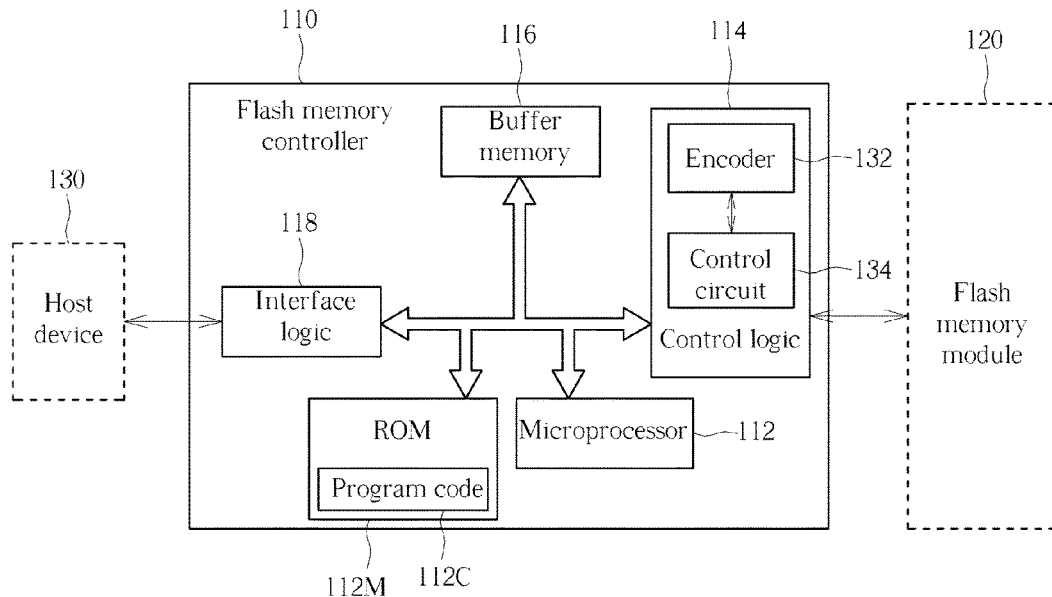 110
116
114
120
Flash memory
controller
Buffer
memory
Encoder
132
130
118
Control
circuit
134
Host
device
Interface
logic
Control logic
Flash
memory
module
ROM
Microprocessor
112
Program code
112M
112C